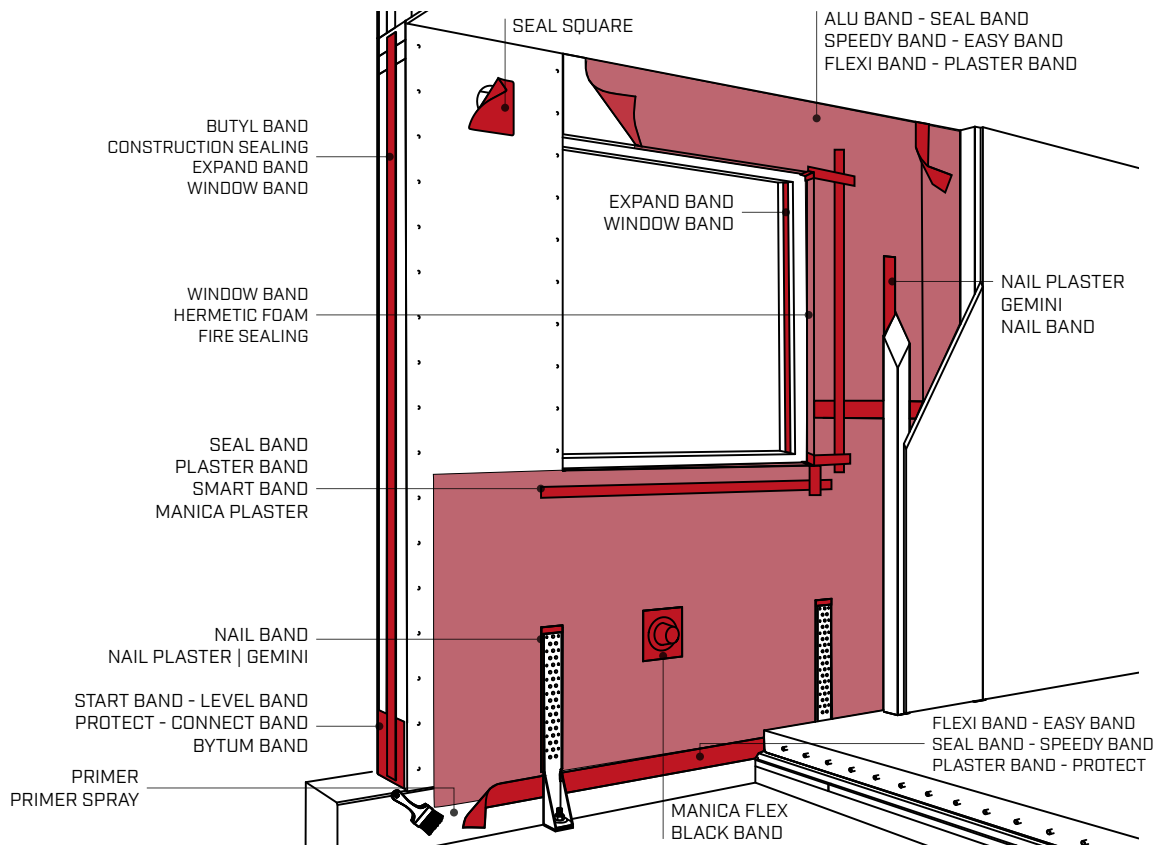 SEAL SQUARE
ALU BAND - SEAL BAND
SPEEDY BAND - EASY BAND
FLEXI BAND - PLASTER BAND
BUTYL BAND
CONSTRUCTION SEALING
EXPAND BAND
WINDOW BAND
EXPAND BAND
WINDOW BAND
NAIL PLASTER
GEMINI
NAIL BAND
WINDOW BAND
HERMETIC FOAM
FIRE SEALING
SEAL BAND
PLASTER BAND
SMART BAND
MANICA PLASTER
NAIL BAND
NAIL PLASTER | GEMINI
START BAND - LEVEL BAND
PROTECT - CONNECT BAND
BYTUM BAND
FLEXI BAND - EASY BAND
SEAL BAND - SPEEDY BAND
PLASTER BAND - PROTECT
PRIMER
PRIMER SPRAY
MANICA FLEX
BLACK BAND